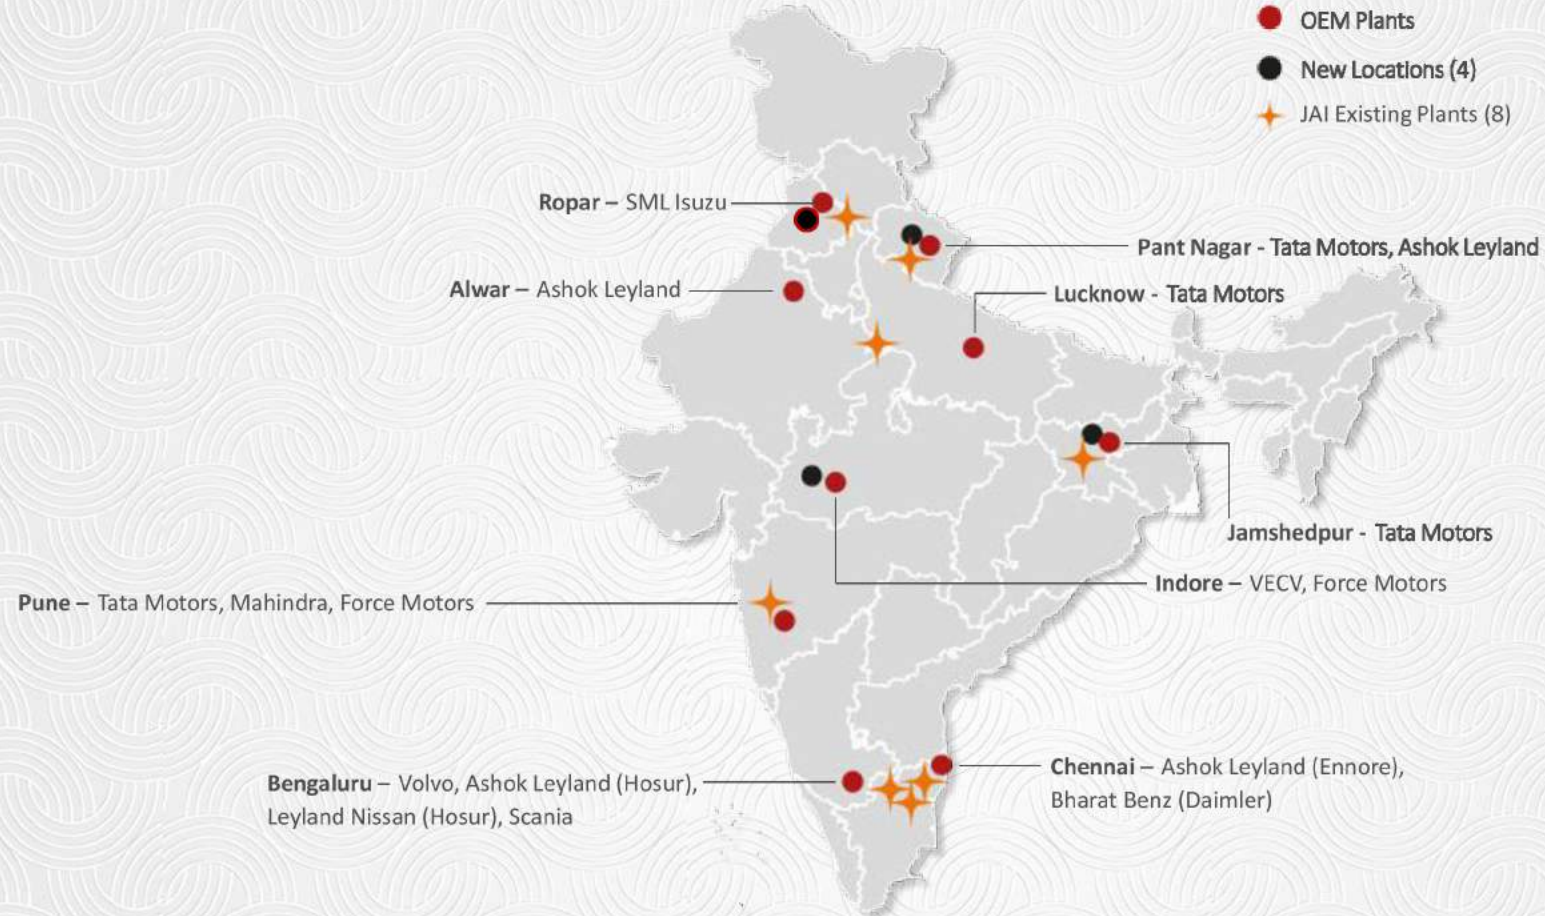 OEM Plants
New Locations (4)
JAI Existing Plants (8)
Ropar – SML Isuzu
Pant Nagar - Tata Motors, Ashok Leyland
Alwar – Ashok Leyland
Lucknow - Tata Motors
Jamshedpur - Tata Motors
Indore – VECV, Force Motors
Pune – Tata Motors, Mahindra, Force Motors
Bengaluru – Volvo, Ashok Leyland (Hosur),
Leyland Nissan (Hosur), Scania
Chennai – Ashok Leyland (Ennore),
Bharat Benz (Daimler)